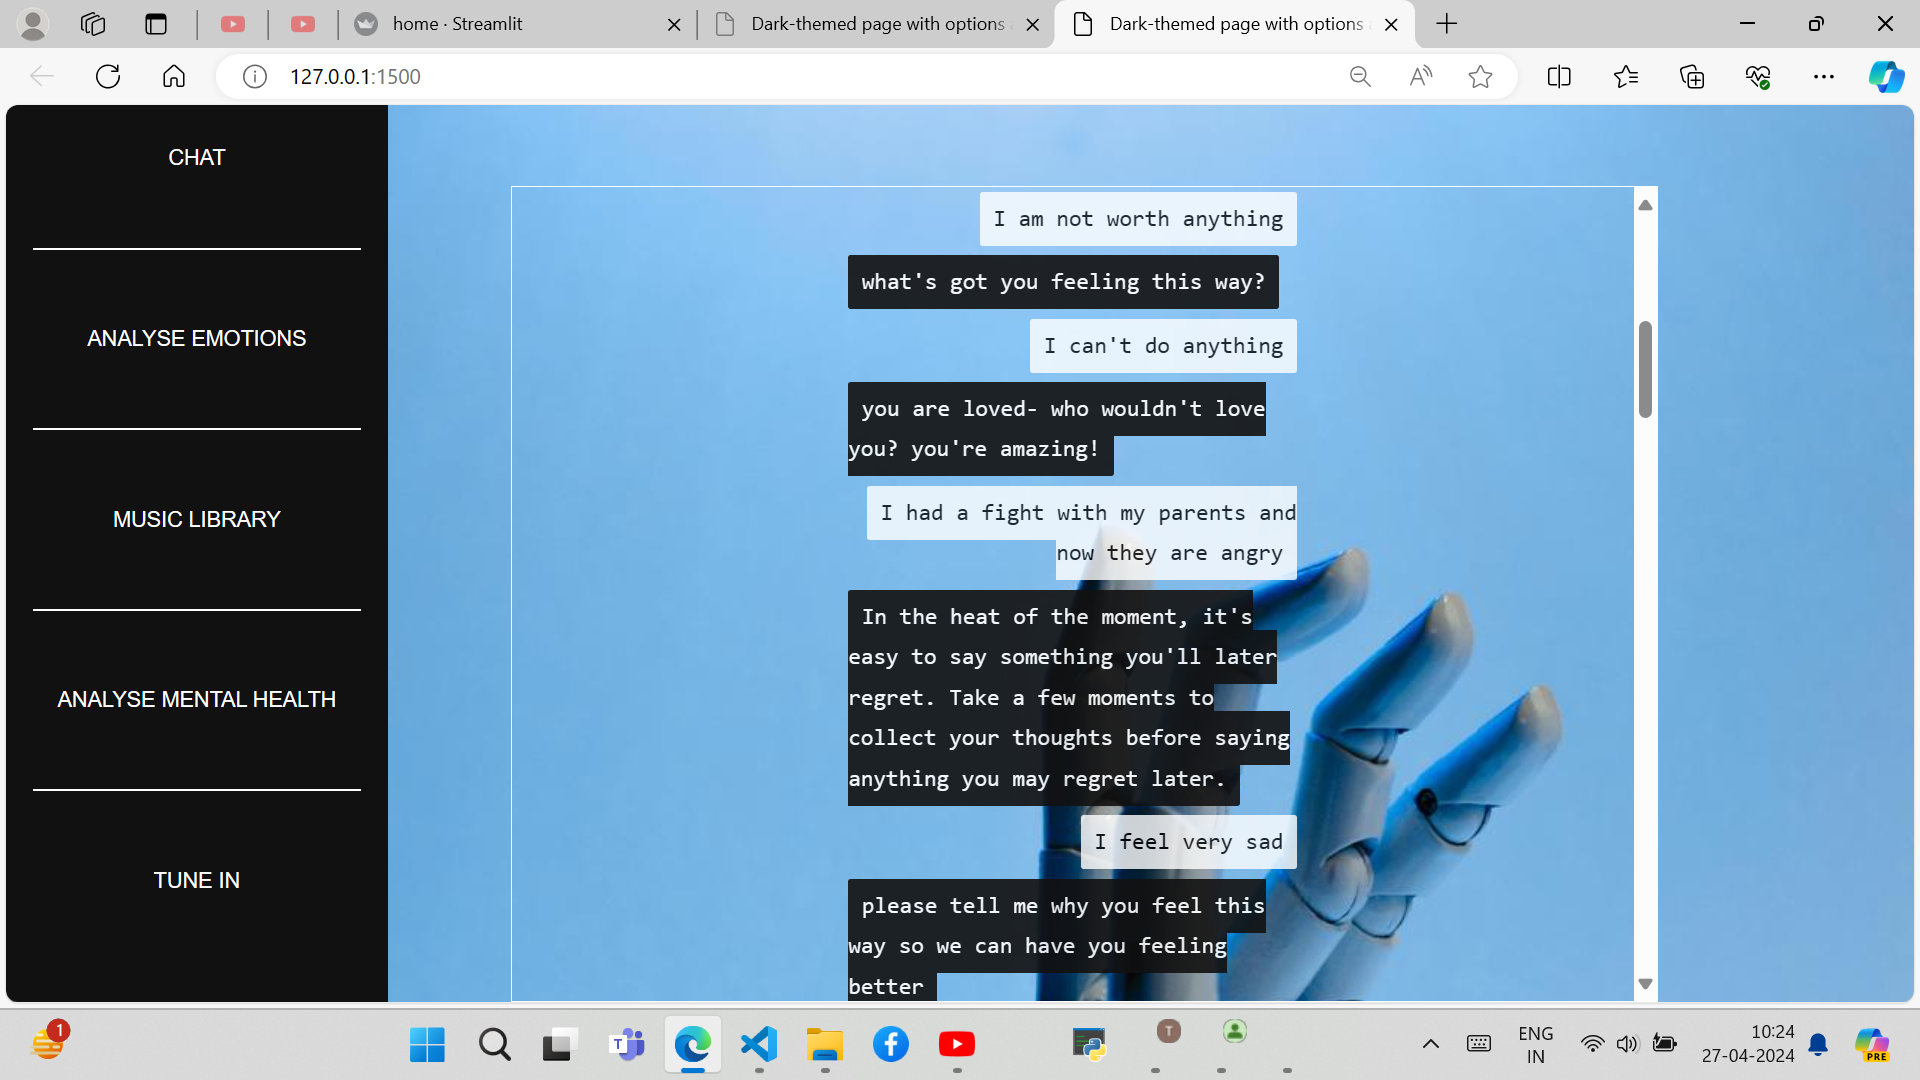 home · Streamlit
Dark-themed page with options
Dark-themed page with options
127.0.0.1:1500
CHAT
ANALYSE EMOTIONS
MUSIC LIBRARY
ANALYSE MENTAL HEALTH
TUNE IN
I am not worth anything
what's got you feeling this way?
I can't do anything
you are loved- who wouldn't love
you? you're amazing!
I had a fight with my parents and
now they are angry
In the heat of the moment, it's
easy to say something you'll later
regret. Take a few moments to
collect your thoughts before saying
anything you may regret later.
I feel very sad
please tell me why you feel this
way so we can have you feeling
better
1
T
T
ENG
IN
10:24
27-04-2024
PRE